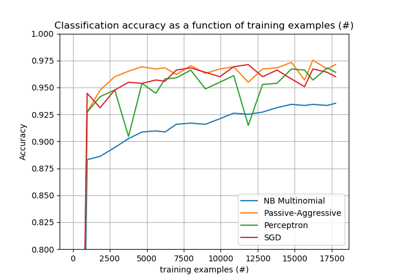 Classification accuracy as a function of training examples (#)
1.000
0.975
0.950
0.925
0.900
0.875
0.850
0.825
0.800
Accuracy
NB Multinomial
Passive-Aggressive
Perceptron
SGD
0 2500 5000 7500 10000 12500 15000 17500
training examples (#)